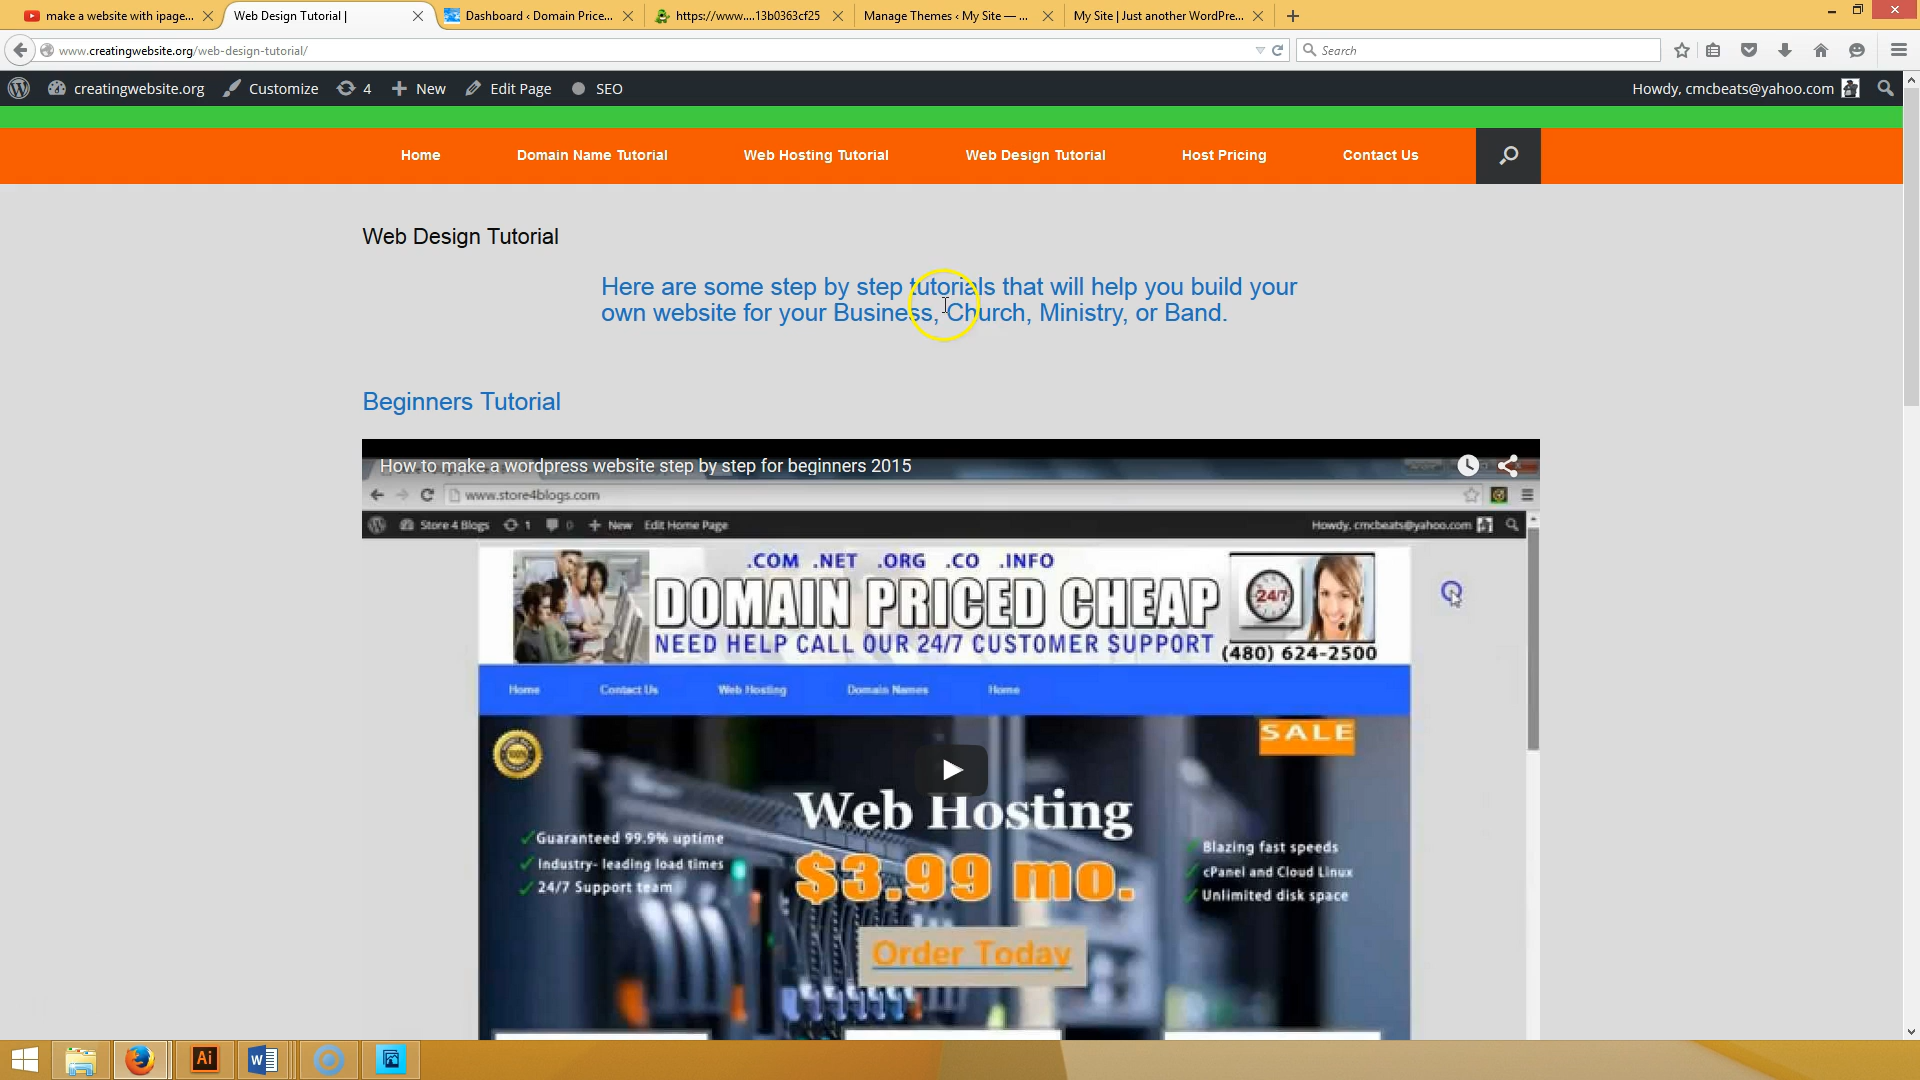 make a website with ipage...
Web Design Tutorial |
Dashboard ‹ Domain Price...
https://www....13b0363cf25
Manage Themes ‹ My Site — ...
My Site | Just another WordPre...
www.creatingwebsite.org/web-design-tutorial/
Search
creatingwebsite.org
Customize
4
New
Edit Page
SEO
Howdy, cmcbeats@yahoo.com
Home
Domain Name Tutorial
Web Hosting Tutorial
Web Design Tutorial
Host Pricing
Contact Us
Web Design Tutorial
Here are some step by step tutorials that will help you build your
own website for your Business, Church, Ministry, or Band.
Beginners Tutorial
How to make a wordpress website step by step for beginners 2015
www.store4blogs.com
Store 4 Blogs
1
0
New
Edit Home Page
Howdy, cmcbeats@yahoo.com
.COM .NET .ORG .CO .INFO
DOMAIN PRICED CHEAP
NEED HELP CALL OUR 24/7 CUSTOMER SUPPORT
24/7
(480) 624-2500
Home
Contact Us
Web Hosting
Domain Names
Home
100%
SALE
Web Hosting
$3.99 mo.
Guaranteed 99.9% uptime
Industry- leading load times
24/7 Support team
Blazing fast speeds
cPanel and Cloud Linux
Unlimited disk space
Order Today
Ai
W